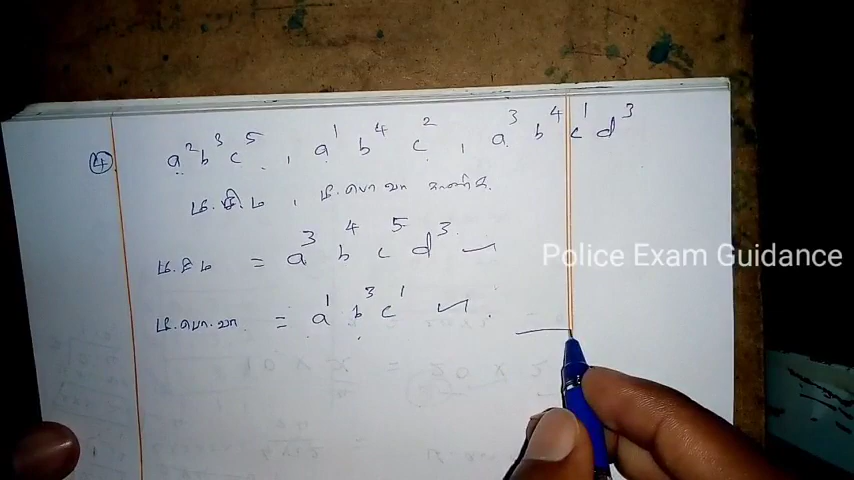 ④ a²b³c⁵, a¹b⁴c², a³b⁴c¹d³
மீ.சி.ம, மீ.பொ.வா காண்க.
மீ.சி.ம = a³b⁴c⁵d³
மீ.பொ.வா = a¹b³c¹
Police Exam Guidance